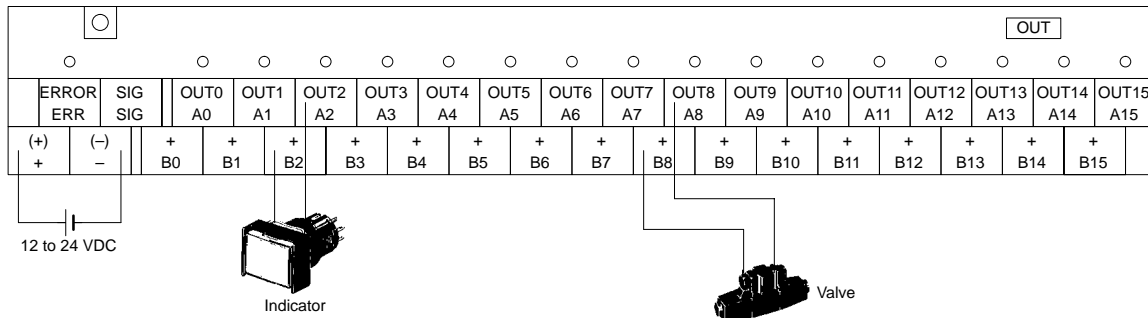 OUT
ERROR SIG OUT0 OUT1 OUT2 OUT3 OUT4 OUT5 OUT6 OUT7 OUT8 OUT9 OUT10 OUT11 OUT12 OUT13 OUT14 OUT15
ERR SIG A0 A1 A2 A3 A4 A5 A6 A7 A8 A9 A10 A11 A12 A13 A14 A15
(+) (–) + + + + + + + + + + + + + + + +
+ – B0 B1 B2 B3 B4 B5 B6 B7 B8 B9 B10 B11 B12 B13 B14 B15
12 to 24 VDC
Indicator
Valve